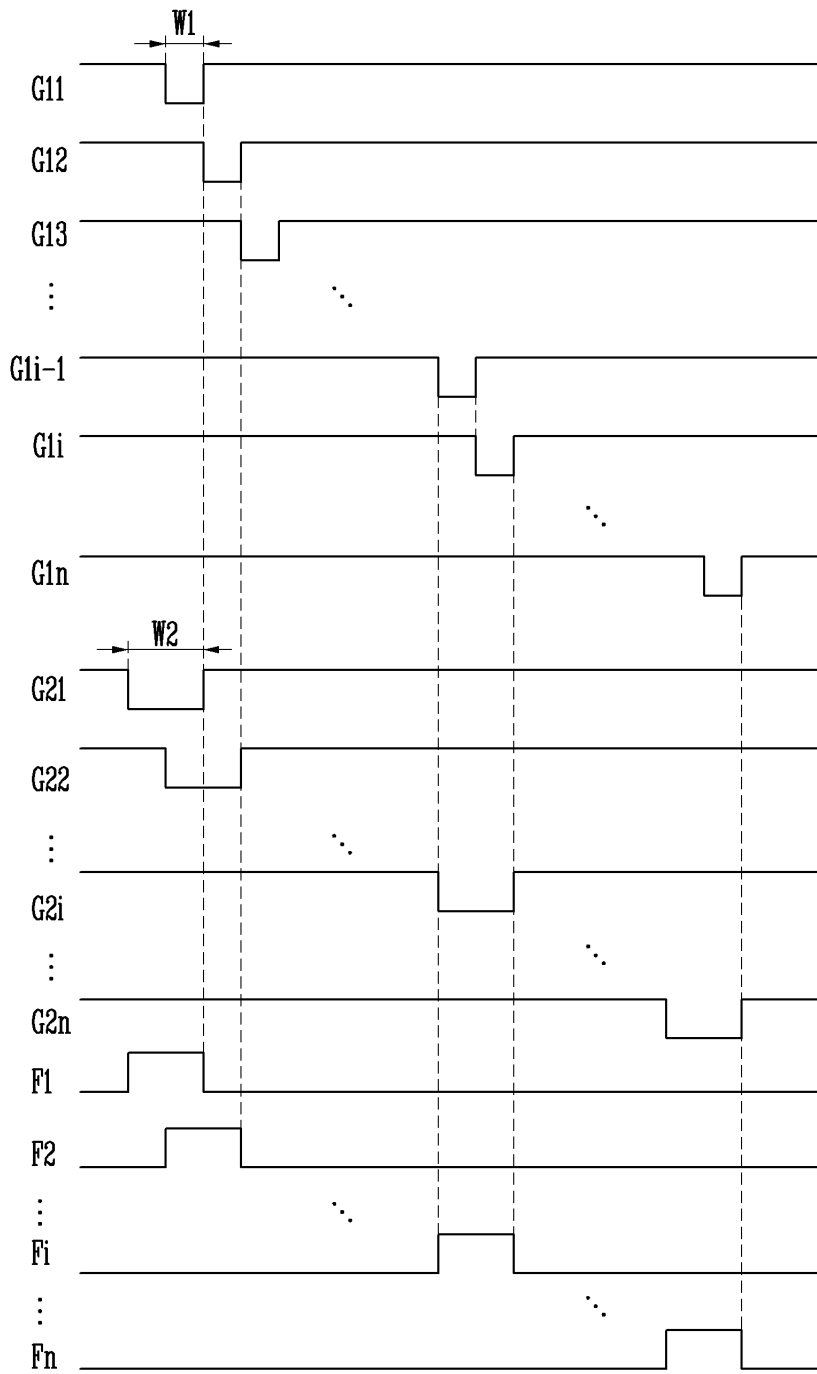 W1
G11
G12
G13
⋮
⋱
G1i-1
G1i
⋱
G1n
W2
G21
G22
⋮
⋱
G2i
⋮
⋱
G2n
F1
F2
⋮
⋱
Fi
⋮
⋱
Fn